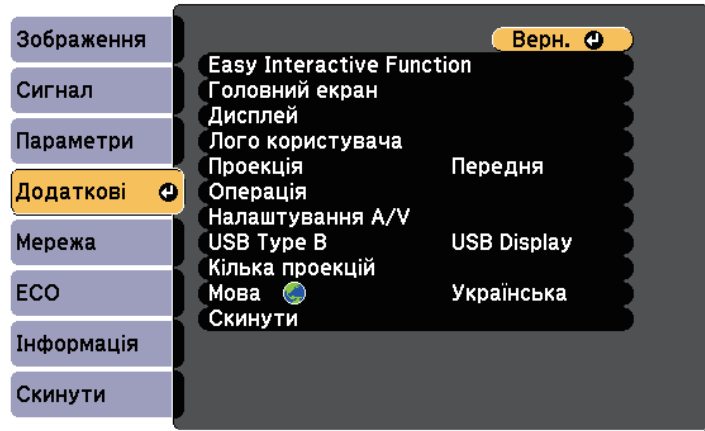 Зображення
Сигнал
Параметри
Додаткові
Мережа
ECO
Інформація
Скинути
Верн.
Easy Interactive Function
Головний екран
Дисплей
Лого користувача
Проекція Передня
Операція
Налаштування A/V
USB Type B USB Display
Кілька проекцій
Мова Українська
Скинути